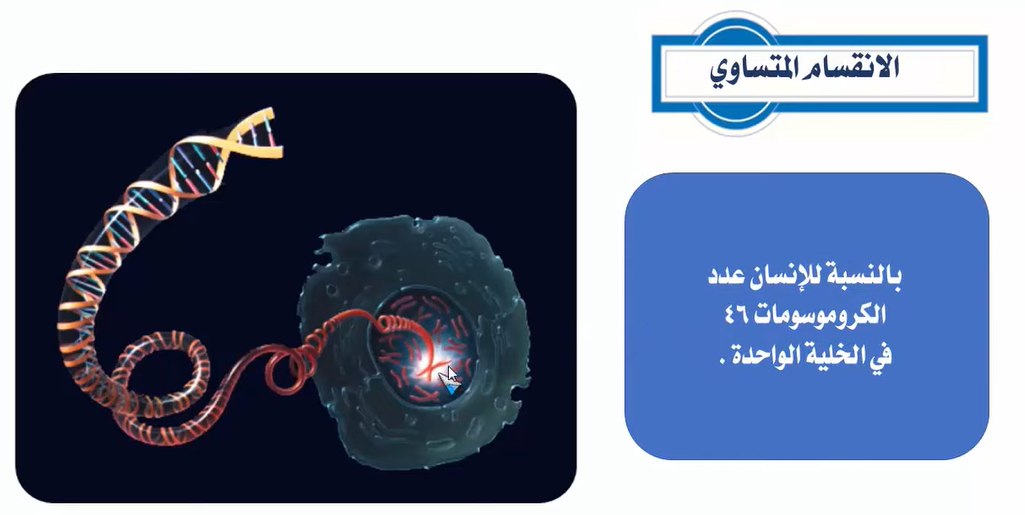 الانقسام المتساوي
بالنسبة للإنسان عدد
الكروموسومات ٤٦
في الخلية الواحدة .